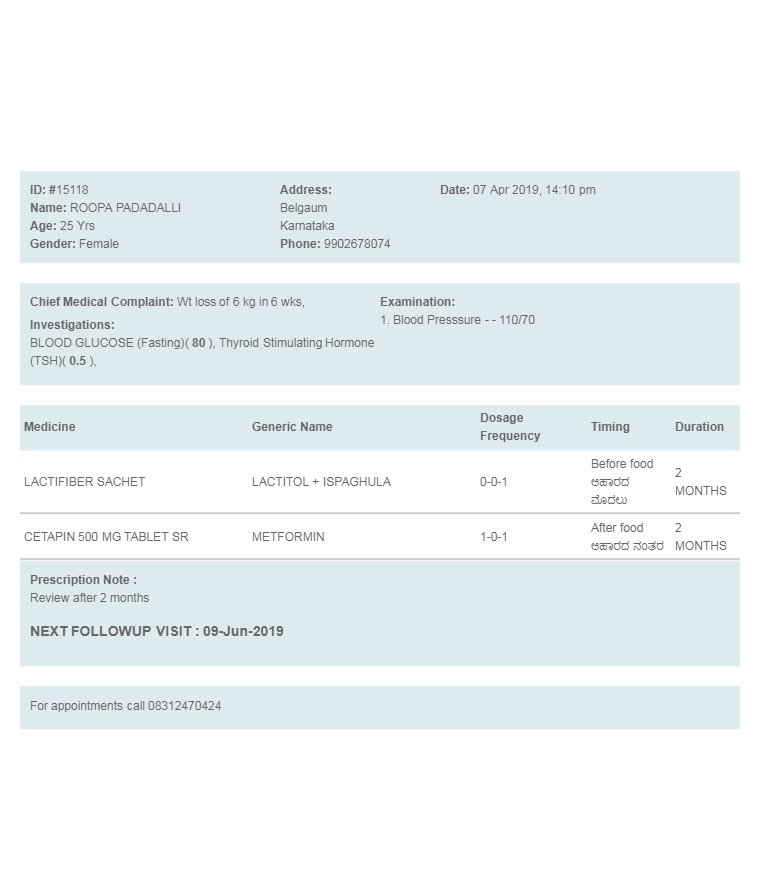 ID: #15118
Name: ROOPA PADADALLI
Age: 25 Yrs
Gender: Female
Address:
Belgaum
Karnataka
Phone: 9902678074
Date: 07 Apr 2019, 14:10 pm
Chief Medical Complaint: Wt loss of 6 kg in 6 wks,
Investigations:
BLOOD GLUCOSE (Fasting)( 80 ), Thyroid Stimulating Hormone
(TSH)( 0.5 ),
Examination:
1. Blood Presssure - - 110/70
Medicine Generic Name Dosage Frequency Timing Duration
LACTIFIBER SACHET LACTITOL + ISPAGHULA 0-0-1 Before food ಆಹಾರದ ಮೊದಲು 2 MONTHS
CETAPIN 500 MG TABLET SR METFORMIN 1-0-1 After food ಆಹಾರದ ನಂತರ 2 MONTHS
Prescription Note :
Review after 2 months
NEXT FOLLOWUP VISIT : 09-Jun-2019
For appointments call 08312470424